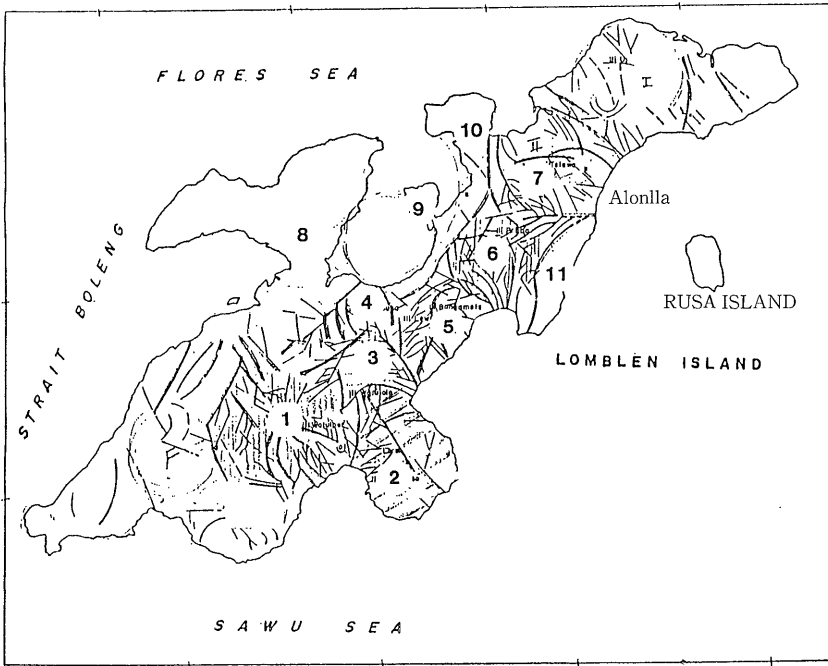 FLORES SEA
I
10
II
7
Alonlla
9
8
6
11
STRAIT BOLENG
RUSA ISLAND
4
5
LOMBLEN ISLAND
3
1
2
SAWU SEA